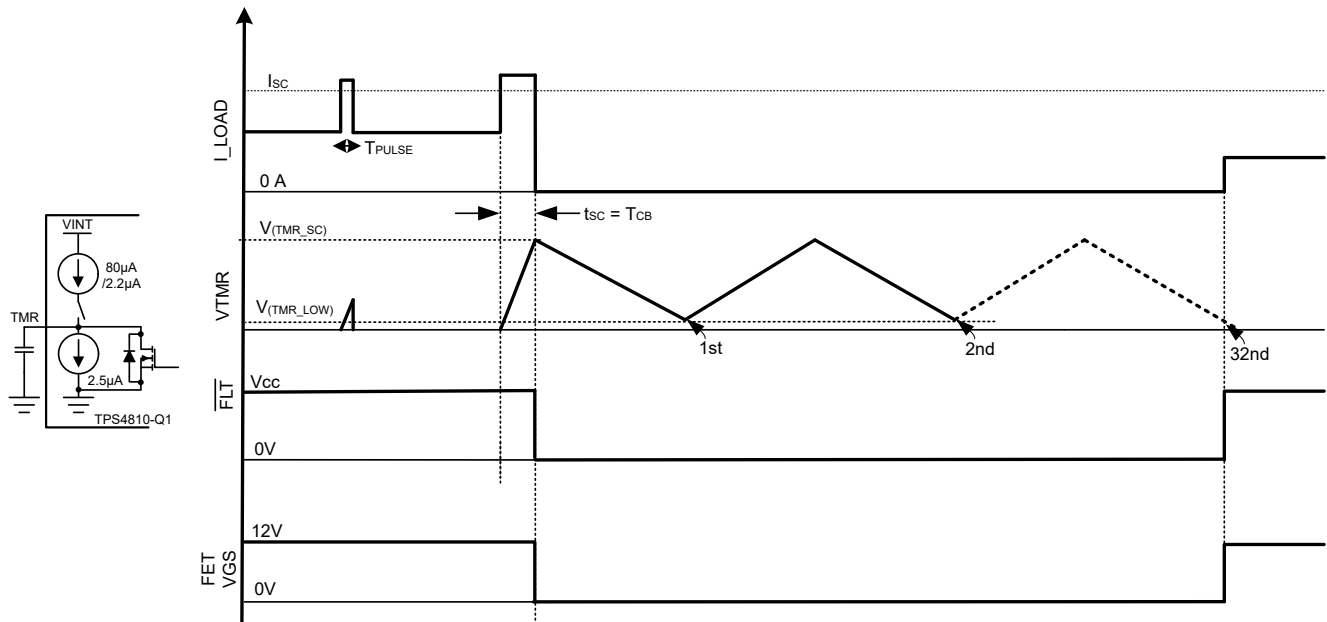 I_LOAD
ISC
TPULSE
0 A
tSC = TCB
VTMR
V(TMR_SC)
V(TMR_LOW)
1st
2nd
32nd
FLT
Vcc
0V
FET
VGS
12V
0V
VINT
80µA
/2.2µA
TMR
2.5µA
TPS4810-Q1